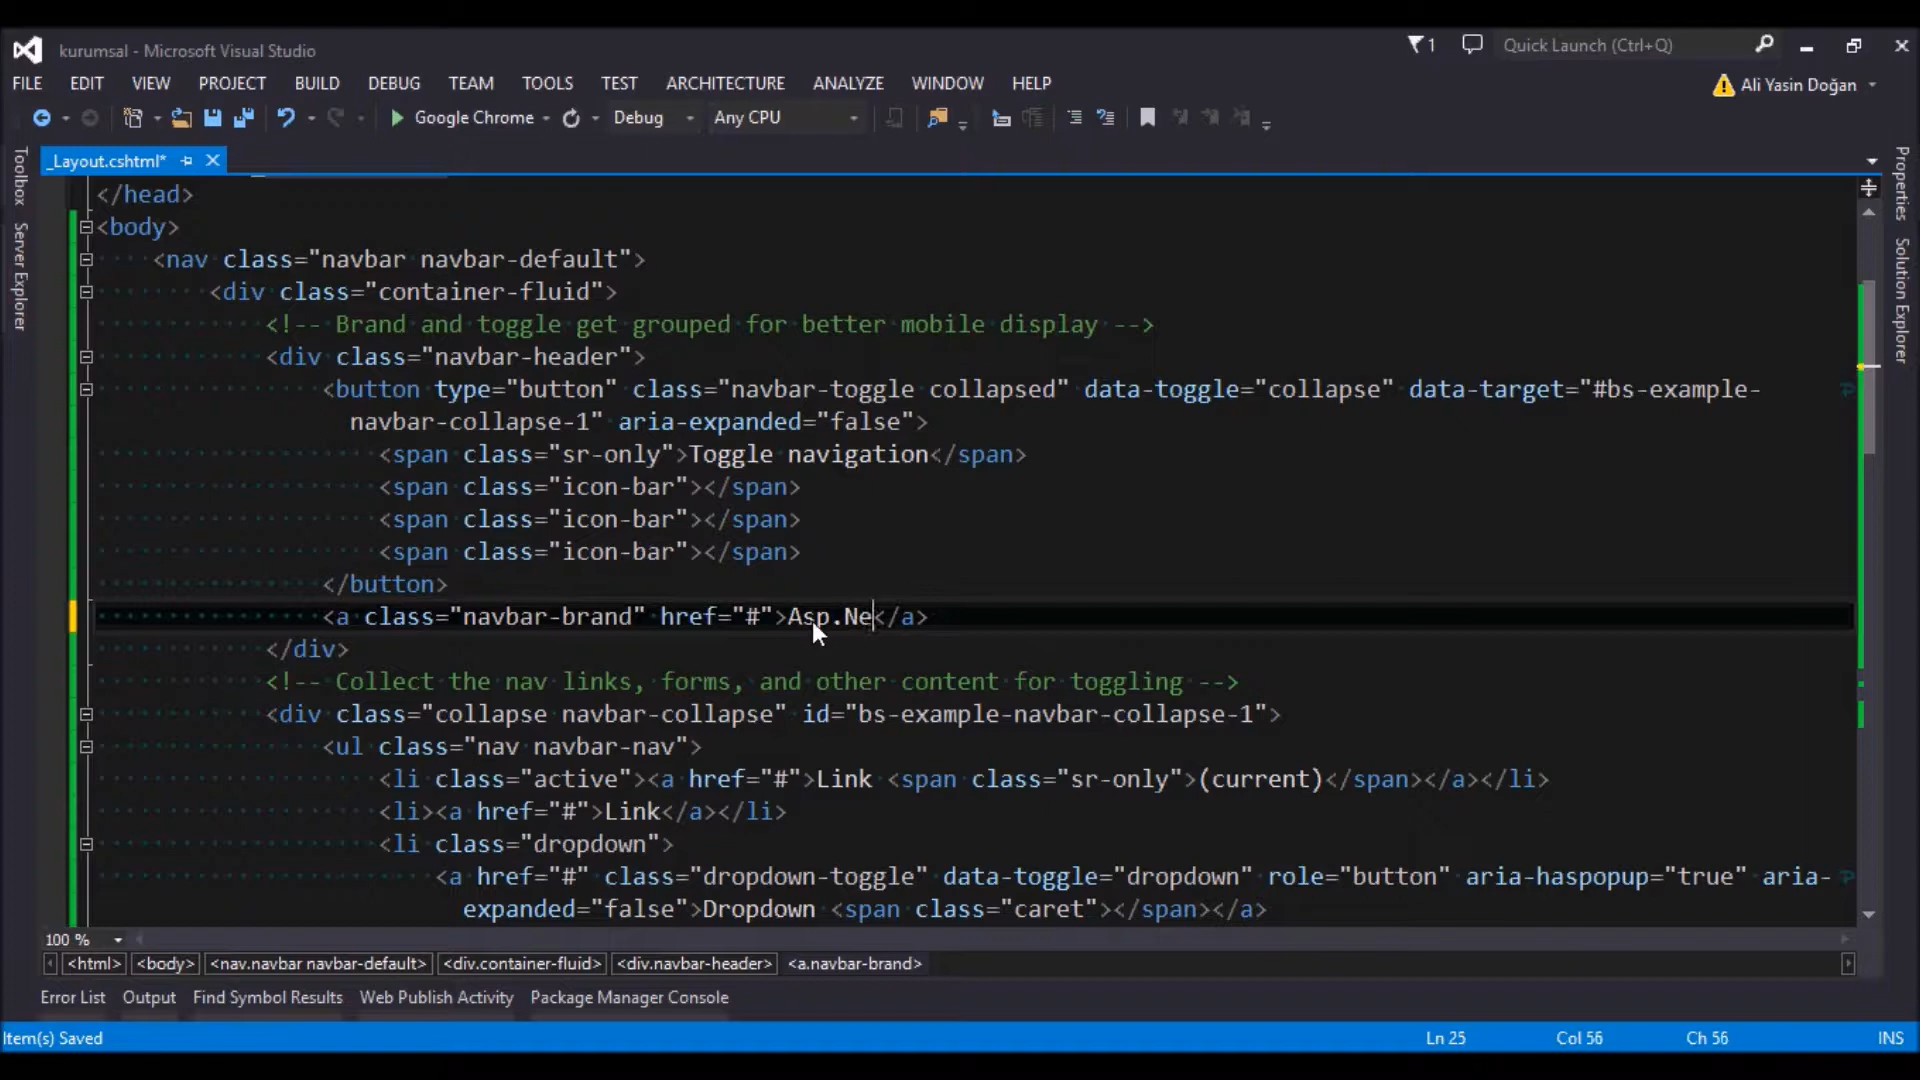 kurumsal - Microsoft Visual Studio
1
Quick Launch (Ctrl+Q)
FILE EDIT VIEW PROJECT BUILD DEBUG TEAM TOOLS TEST ARCHITECTURE ANALYZE WINDOW HELP
Ali Yasin Doğan
Google Chrome Debug Any CPU
_Layout.cshtml*
Toolbox
Server Explorer
Properties
Solution Explorer
</head>
<body>
<nav class="navbar navbar-default">
<div class="container-fluid">
<!-- Brand and toggle get grouped for better mobile display -->
<div class="navbar-header">
<button type="button" class="navbar-toggle collapsed" data-toggle="collapse" data-target="#bs-example-
navbar-collapse-1" aria-expanded="false">
<span class="sr-only">Toggle navigation</span>
<span class="icon-bar"></span>
<span class="icon-bar"></span>
<span class="icon-bar"></span>
</button>
<a class="navbar-brand" href="#">Asp.Ne</a>
</div>
<!-- Collect the nav links, forms, and other content for toggling -->
<div class="collapse navbar-collapse" id="bs-example-navbar-collapse-1">
<ul class="nav navbar-nav">
<li class="active"><a href="#">Link <span class="sr-only">(current)</span></a></li>
<li><a href="#">Link</a></li>
<li class="dropdown">
<a href="#" class="dropdown-toggle" data-toggle="dropdown" role="button" aria-haspopup="true" aria-
expanded="false">Dropdown <span class="caret"></span></a>
100 %
<html> <body> <nav.navbar navbar-default> <div.container-fluid> <div.navbar-header> <a.navbar-brand>
Error List Output Find Symbol Results Web Publish Activity Package Manager Console
Item(s) Saved Ln 25 Col 56 Ch 56 INS